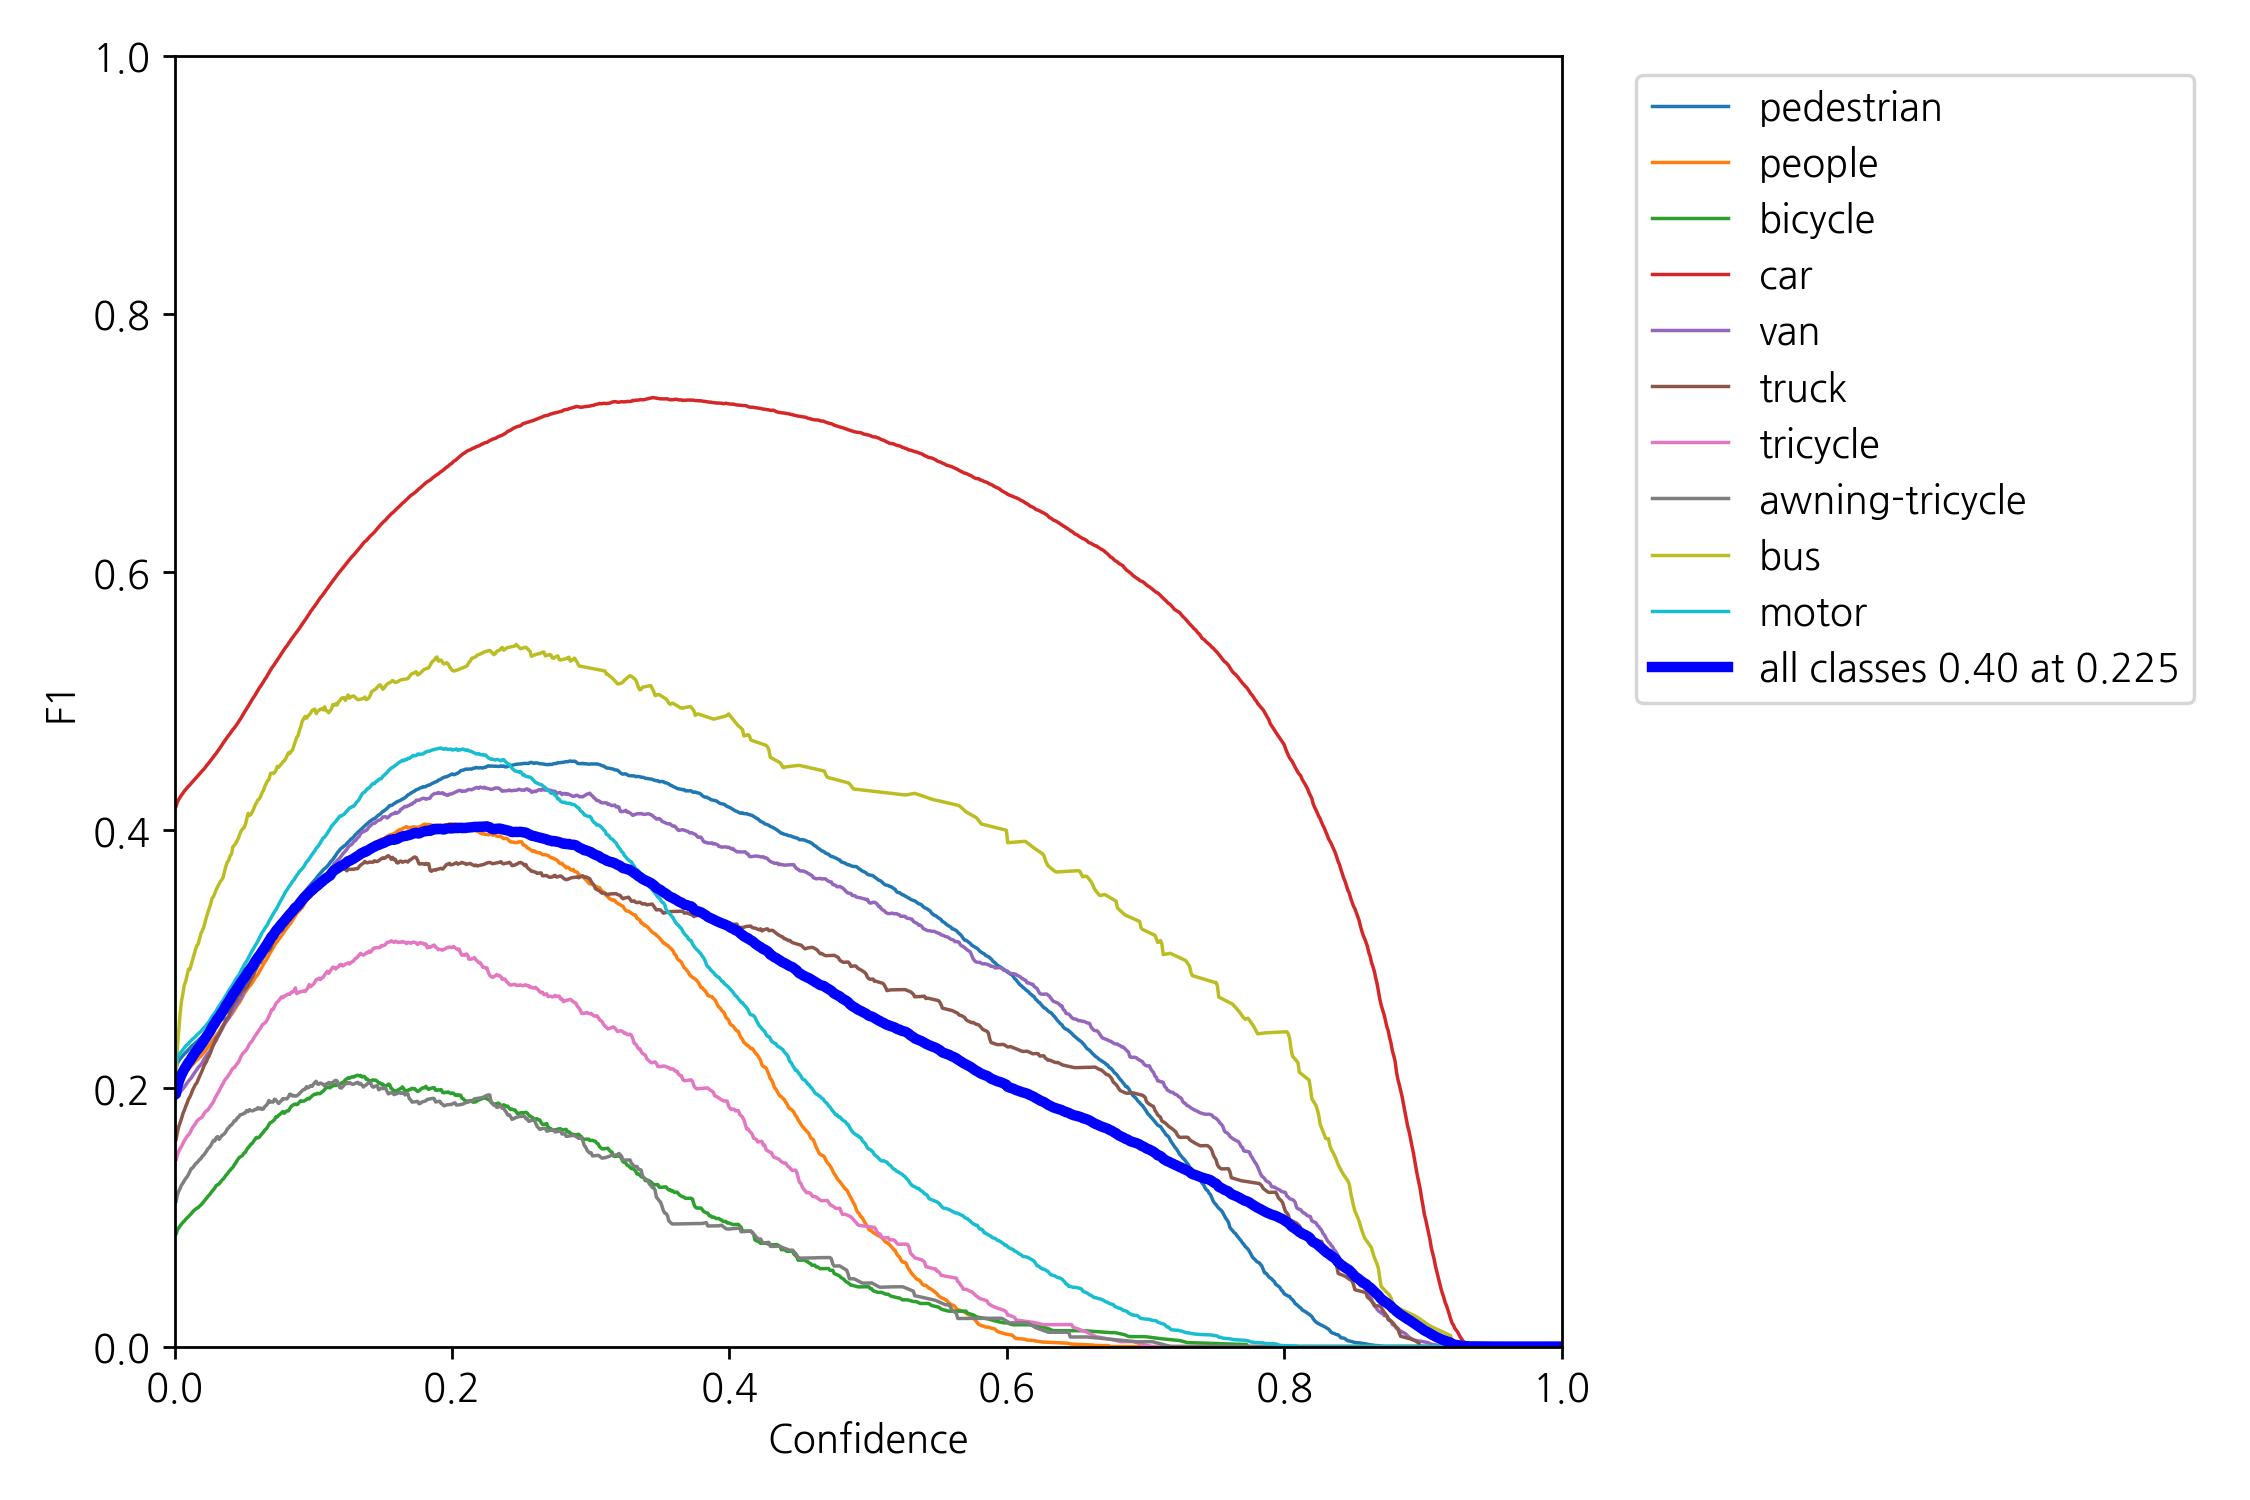 1.0
0.8
0.6
0.4
0.2
0.0
F1
0.0 0.2 0.4 0.6 0.8 1.0
Confidence
pedestrian
people
bicycle
car
van
truck
tricycle
awning-tricycle
bus
motor
all classes 0.40 at 0.225